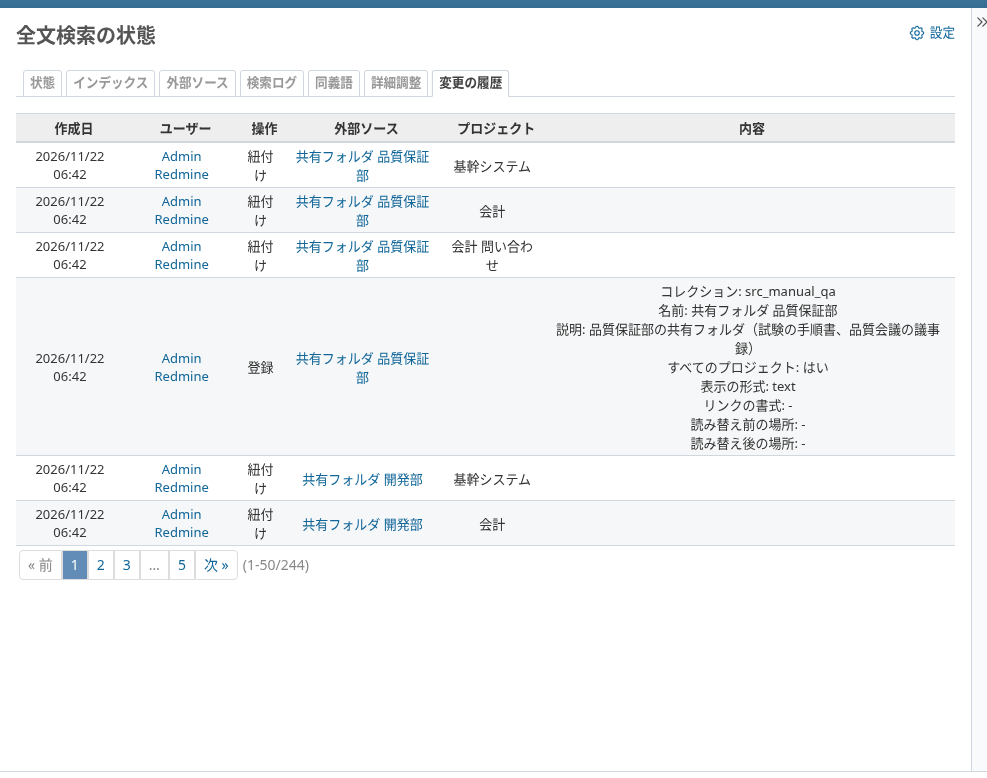 全文検索の状態
設定
状態 インデックス 外部ソース 検索ログ 同義語 詳細調整 変更の履歴
作成日 ユーザー 操作 外部ソース プロジェクト 内容
2026/11/22 06:42 Admin Redmine 紐付け 共有フォルダ 品質保証部 基幹システム
2026/11/22 06:42 Admin Redmine 紐付け 共有フォルダ 品質保証部 会計
2026/11/22 06:42 Admin Redmine 紐付け 共有フォルダ 品質保証部 会計 問い合わせ
2026/11/22 06:42 Admin Redmine 登録 共有フォルダ 品質保証部
コレクション: src_manual_qa
名前: 共有フォルダ 品質保証部
説明: 品質保証部の共有フォルダ（試験の手順書、品質会議の議事
録）
すべてのプロジェクト: はい
表示の形式: text
リンクの書式: -
読み替え前の場所: -
読み替え後の場所: -
2026/11/22 06:42 Admin Redmine 紐付け 共有フォルダ 開発部 基幹システム
2026/11/22 06:42 Admin Redmine 紐付け 共有フォルダ 開発部 会計
« 前 1 2 3 ... 5 次 » (1-50/244)